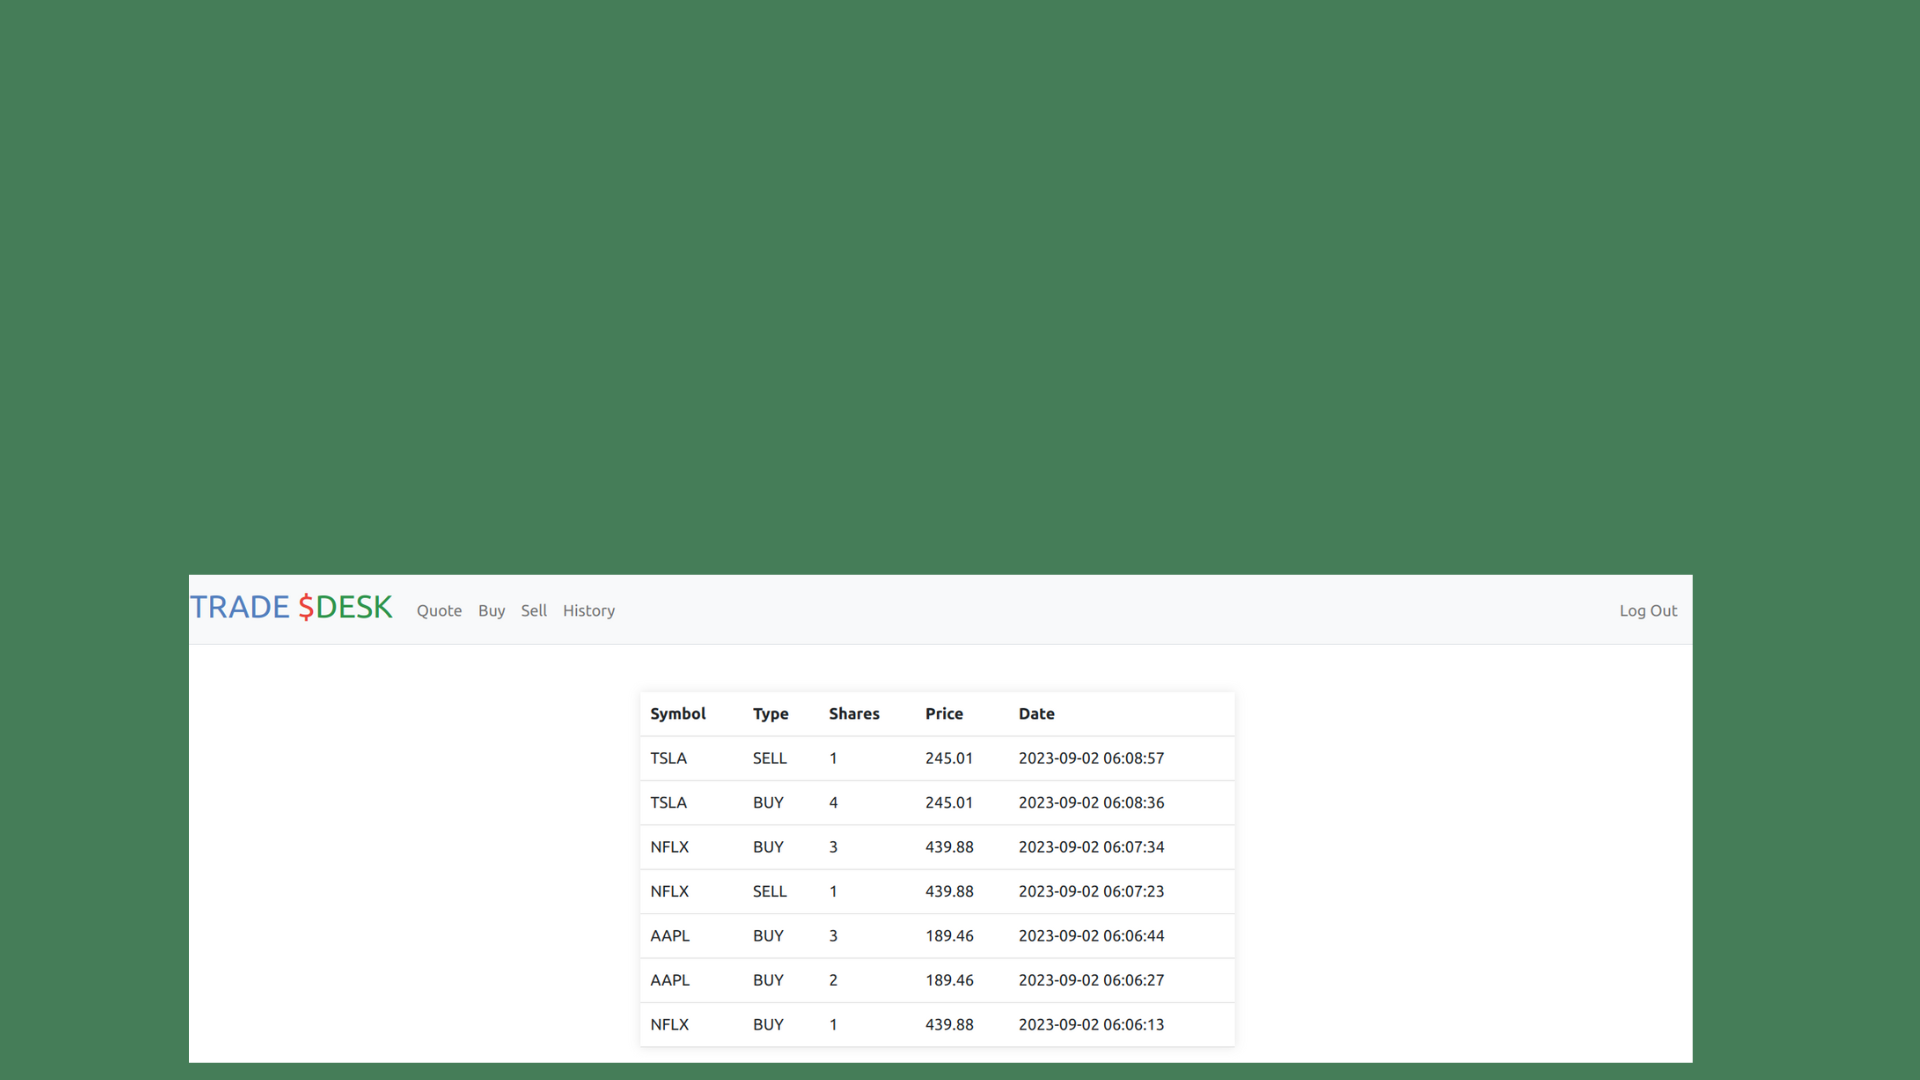 TRADE $DESK Quote Buy Sell History Log Out
Symbol Type Shares Price Date
TSLA SELL 1 245.01 2023-09-02 06:08:57
TSLA BUY 4 245.01 2023-09-02 06:08:36
NFLX BUY 3 439.88 2023-09-02 06:07:34
NFLX SELL 1 439.88 2023-09-02 06:07:23
AAPL BUY 3 189.46 2023-09-02 06:06:44
AAPL BUY 2 189.46 2023-09-02 06:06:27
NFLX BUY 1 439.88 2023-09-02 06:06:13